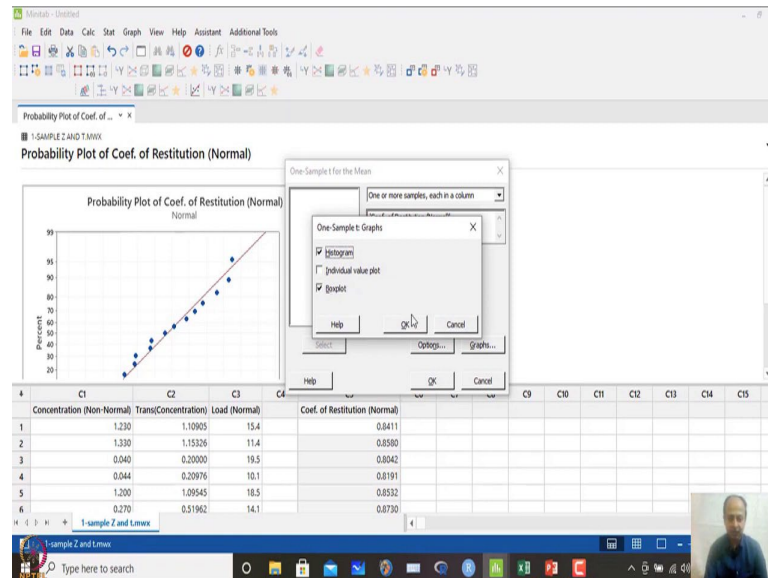 Minitab - Untitled
File Edit Data Calc Stat Graph View Help Assistant Additional Tools
Probability Plot of Coef. of ...
1-SAMPLE Z AND T.MWX
Probability Plot of Coef. of Restitution (Normal)
Probability Plot of Coef. of Restitution (Normal)
Normal
99
95
90
80
70
60
50
40
30
20
Percent
One-Sample t for the Mean
One or more samples, each in a column
One-Sample t: Graphs
Histogram
Individual value plot
Boxplot
Help OK Cancel
Select Options... Graphs...
Help OK Cancel
C1 C2 C3 C4 C9 C10 C11 C12 C13 C14 C15
Concentration (Non-Normal) Trans(Concentration) Load (Normal) Coef. of Restitution (Normal)
1 1.230 1.10905 15.4 0.8411
2 1.330 1.15326 11.4 0.8580
3 0.040 0.20000 19.5 0.8042
4 0.044 0.20976 10.1 0.8191
5 1.200 1.09545 18.5 0.8532
6 0.270 0.51962 14.1 0.8730
1-sample Z and t.mwx
1-sample Z and t.mwx
NPTEL
Type here to search